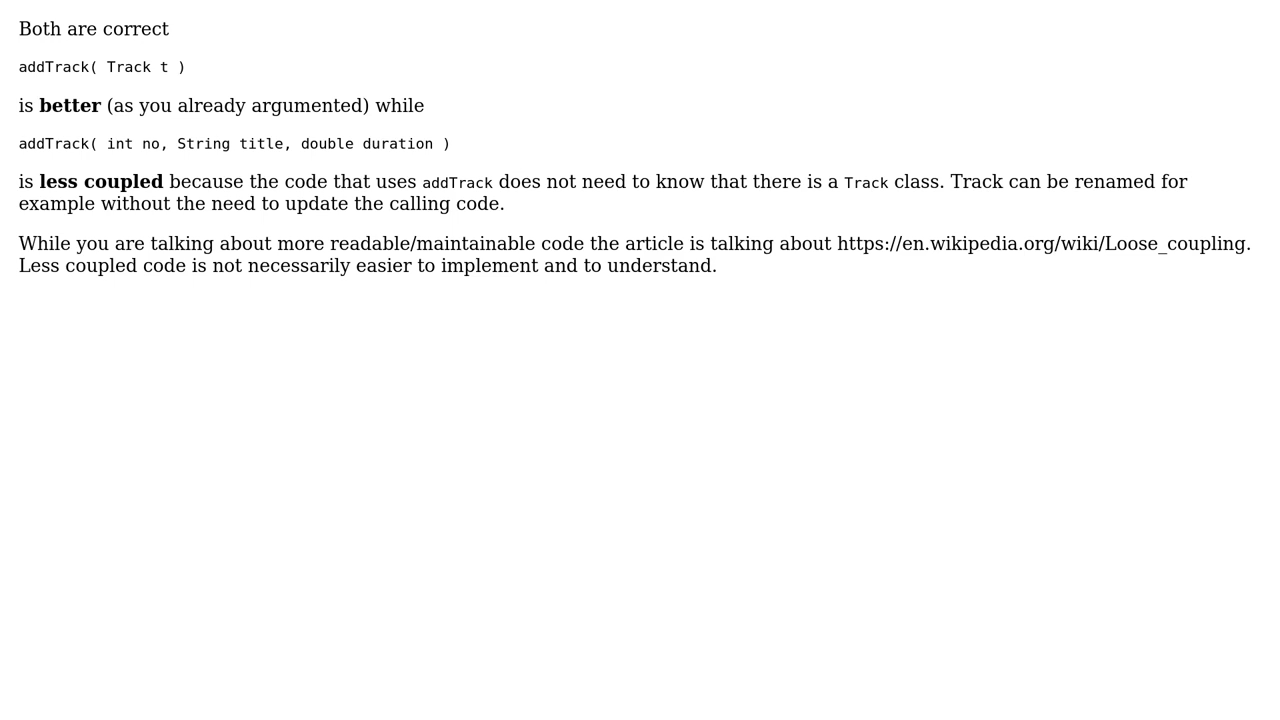 Both are correct
addTrack( Track t )
is better (as you already argumented) while
addTrack( int no, String title, double duration )
is less coupled because the code that uses addTrack does not need to know that there is a Track class. Track can be renamed for
example without the need to update the calling code.
While you are talking about more readable/maintainable code the article is talking about https://en.wikipedia.org/wiki/Loose_coupling.
Less coupled code is not necessarily easier to implement and to understand.